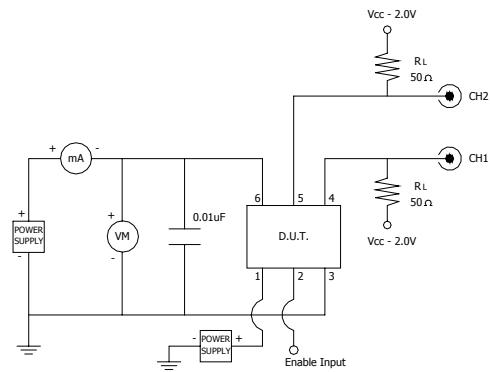 Vcc - 2.0V
RL
50Ω
CH2
CH1
RL
50Ω
Vcc - 2.0V
+ mA -
6 5 4
0.01uF
D.U.T.
1 2 3
+
POWER
SUPPLY
-
+
VM
-
- POWER +
SUPPLY
Enable Input